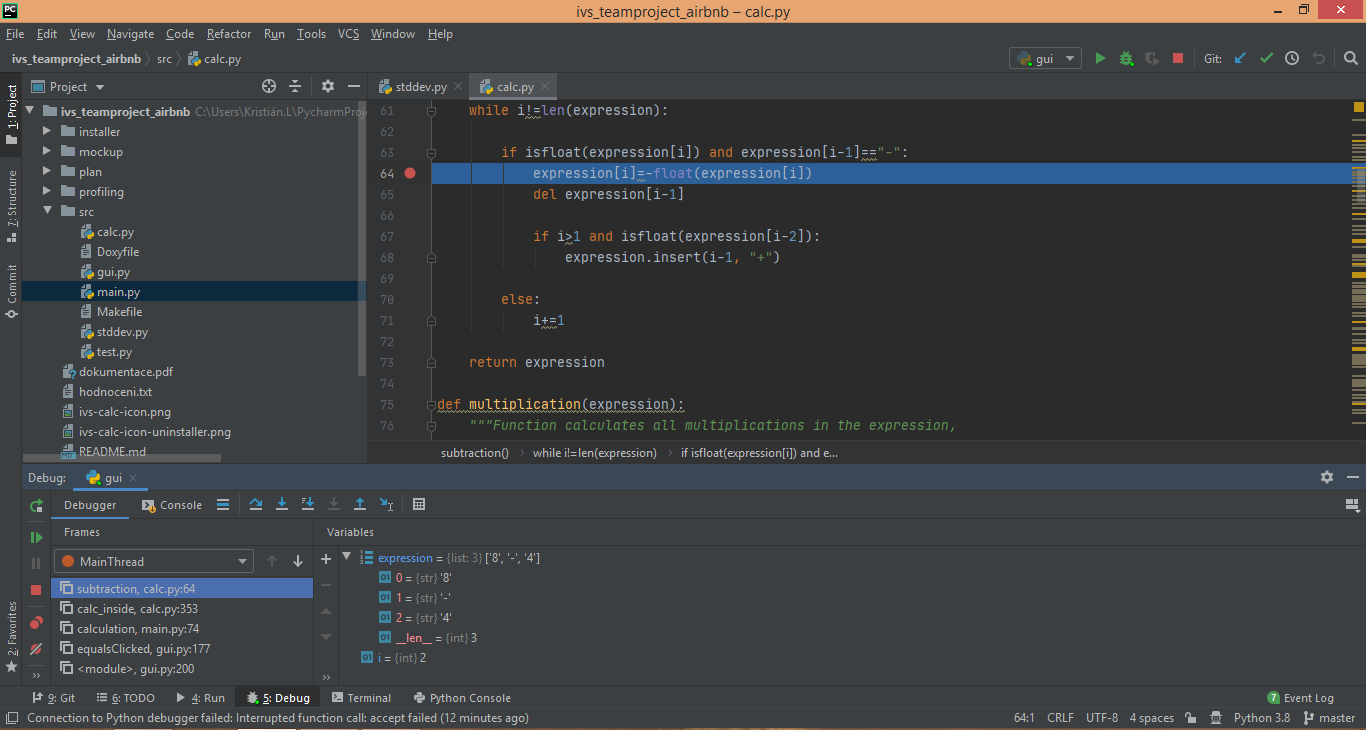 ivs_teamproject_airbnb – calc.py
File Edit View Navigate Code Refactor Run Tools VCS Window Help
ivs_teamproject_airbnb src calc.py
gui
Git:
1: Project
7: Structure
Commit
2: Favorites
Project
ivs_teamproject_airbnb C:\Users\Kristián.L\PycharmProj
installer
mockup
plan
profiling
src
calc.py
Doxyfile
gui.py
main.py
Makefile
stddev.py
test.py
dokumentace.pdf
hodnoceni.txt
ivs-calc-icon.png
ivs-calc-icon-uninstaller.png
README.md
stddev.py calc.py
61 while i!=len(expression):
62
63 if isfloat(expression[i]) and expression[i-1]=="-":
64 expression[i]=-float(expression[i])
65 del expression[i-1]
66
67 if i>1 and isfloat(expression[i-2]):
68 expression.insert(i-1, "+")
69
70 else:
71 i+=1
72
73 return expression
74
75 def multiplication(expression):
76 """Function calculates all multiplications in the expression,
subtraction() while i!=len(expression) if isfloat(expression[i]) and e...
Debug: gui
Debugger Console
Frames
MainThread
subtraction, calc.py:64
calc_inside, calc.py:353
calculation, main.py:74
equalsClicked, gui.py:177
<module>, gui.py:200
Variables
expression = {list: 3} ['8', '-', '4']
0 = {str} '8'
1 = {str} '-'
2 = {str} '4'
__len__ = {int} 3
i = {int} 2
9: Git 6: TODO 4: Run 5: Debug Terminal Python Console 7 Event Log
Connection to Python debugger failed: Interrupted function call: accept failed (12 minutes ago) 64:1 CRLF UTF-8 4 spaces Python 3.8 master